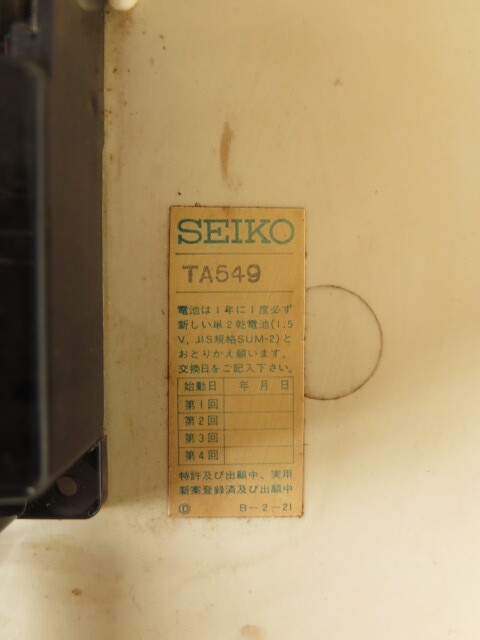 SEIKO
TA549
電池は1年に1度必ず
新しい単2乾電池(1.5
V, JIS規格SUM-2)と
おとりかえ願います。
交換日をご記入下さい。
始動日 年 月 日
第1回
第2回
第3回
第4回
特許及び出願中、実用
新案登録済及び出願中
Ⓓ B-2-21